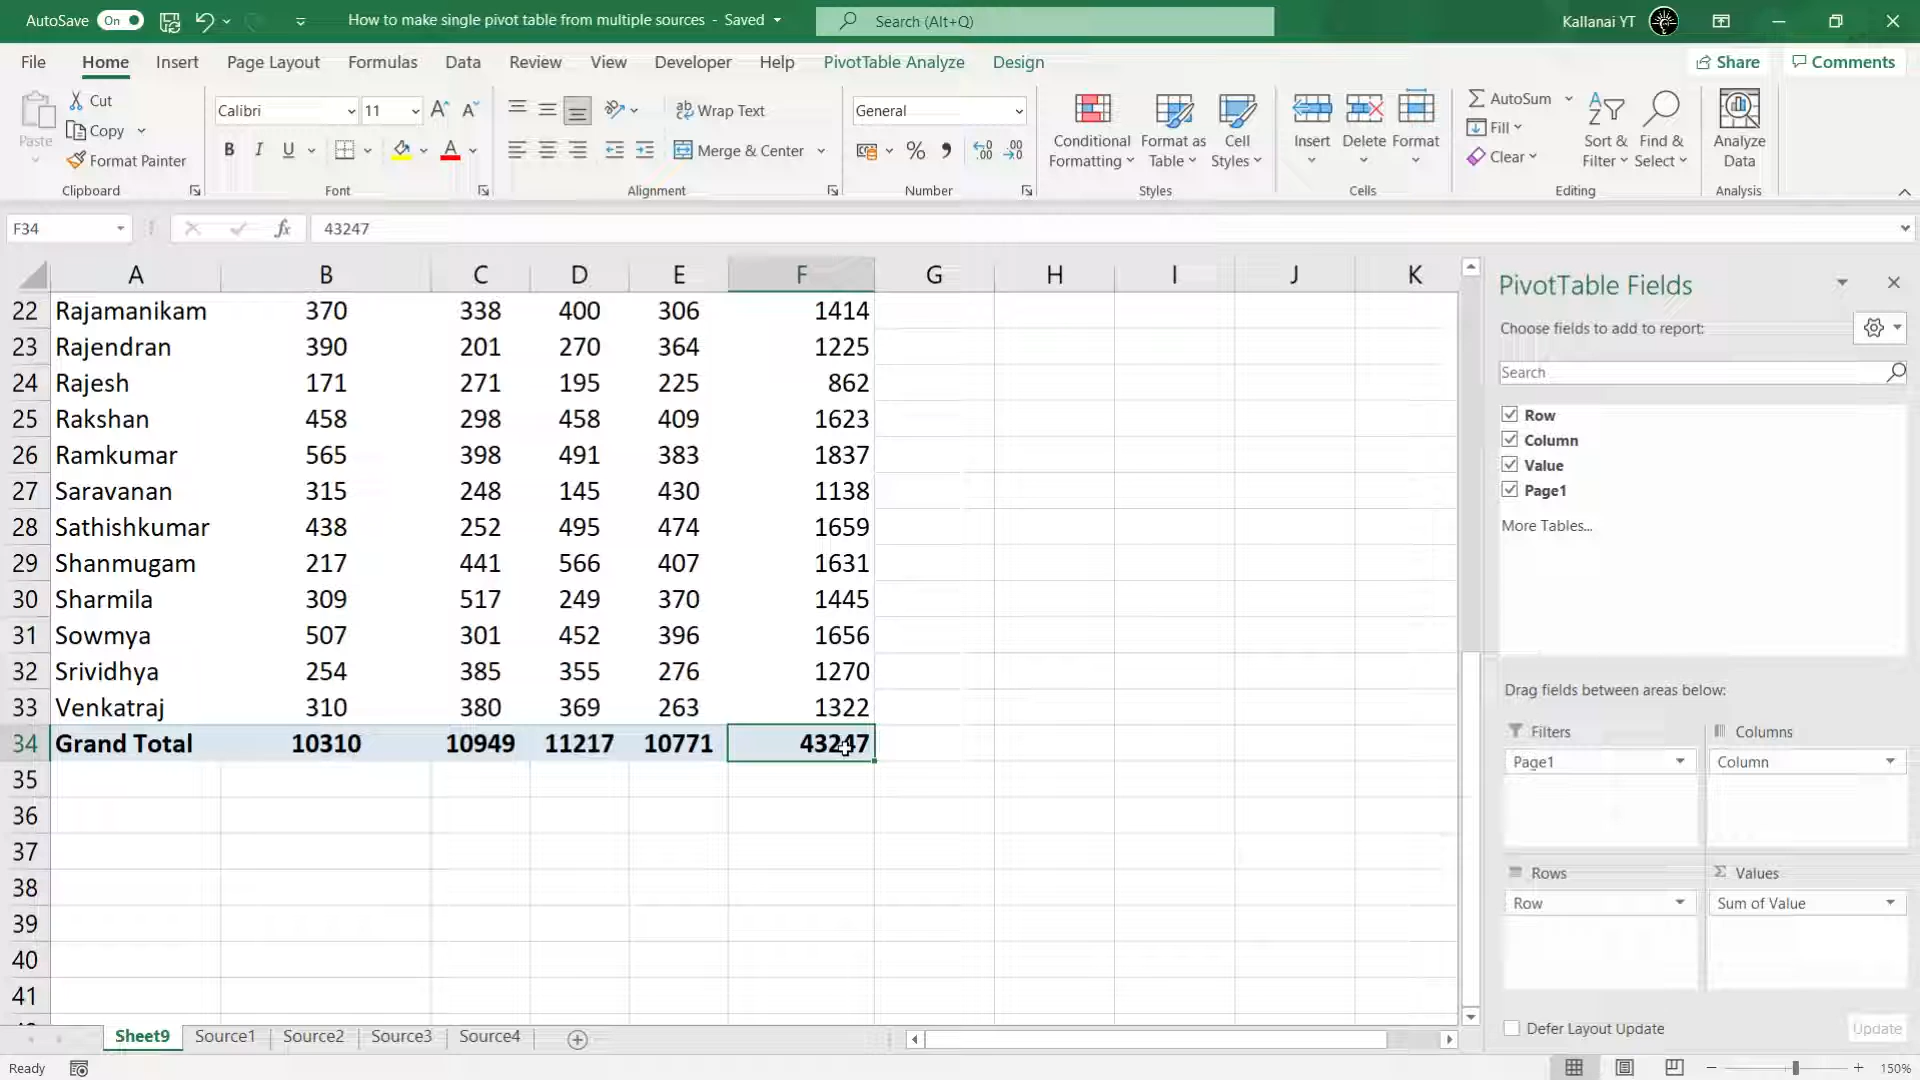 AutoSave On How to make single pivot table from multiple sources - Saved Search (Alt+Q) Kallanai YT
File Home Insert Page Layout Formulas Data Review View Developer Help PivotTable Analyze Design Share Comments
Paste
Cut
Copy
Format Painter
Clipboard
Calibri 11
B I U
Font
Wrap Text
Merge & Center
Alignment
General
%
Number
Conditional Formatting
Format as Table
Cell Styles
Styles
Insert Delete Format
Cells
AutoSum
Fill
Clear
Sort & Filter
Find & Select
Editing
Analyze Data
Analysis
F34 fx 43247
A B C D E F G H I J K
22 Rajamanikam 370 338 400 306 1414
23 Rajendran 390 201 270 364 1225
24 Rajesh 171 271 195 225 862
25 Rakshan 458 298 458 409 1623
26 Ramkumar 565 398 491 383 1837
27 Saravanan 315 248 145 430 1138
28 Sathishkumar 438 252 495 474 1659
29 Shanmugam 217 441 566 407 1631
30 Sharmila 309 517 249 370 1445
31 Sowmya 507 301 452 396 1656
32 Srividhya 254 385 355 276 1270
33 Venkatraj 310 380 369 263 1322
34 Grand Total 10310 10949 11217 10771 43247
35
36
37
38
39
40
41
PivotTable Fields
Choose fields to add to report:
Search
Row
Column
Value
Page1
More Tables...
Drag fields between areas below:
Filters Columns
Page1 Column
Rows Σ Values
Row Sum of Value
Defer Layout Update Update
Sheet9 Source1 Source2 Source3 Source4
Ready 150%